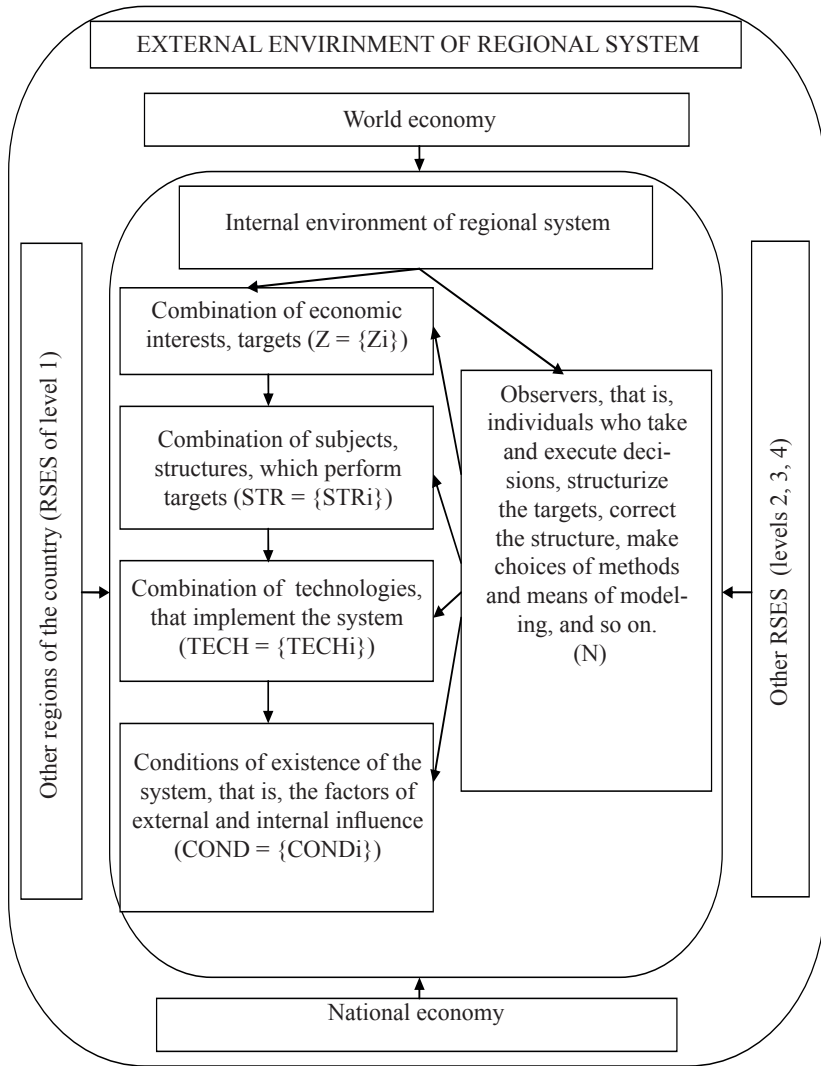 EXTERNAL ENVIRINMENT OF REGIONAL SYSTEM
World economy
Internal environment of regional system
Combination of economic
interests, targets (Z = {Zi})
Combination of subjects,
structures, which perform
targets (STR = {STRi})
Combination of technologies,
that implement the system
(TECH = {TECHi})
Conditions of existence of the
system, that is, the factors of
external and internal influence
(COND = {CONDi})
Observers, that is,
individuals who take
and execute deci-
sions, structurize
the targets, correct
the structure, make
choices of methods
and means of model-
ing, and so on.
(N)
Other regions of the country (RSES of level 1)
Other RSES (levels 2, 3, 4)
National economy